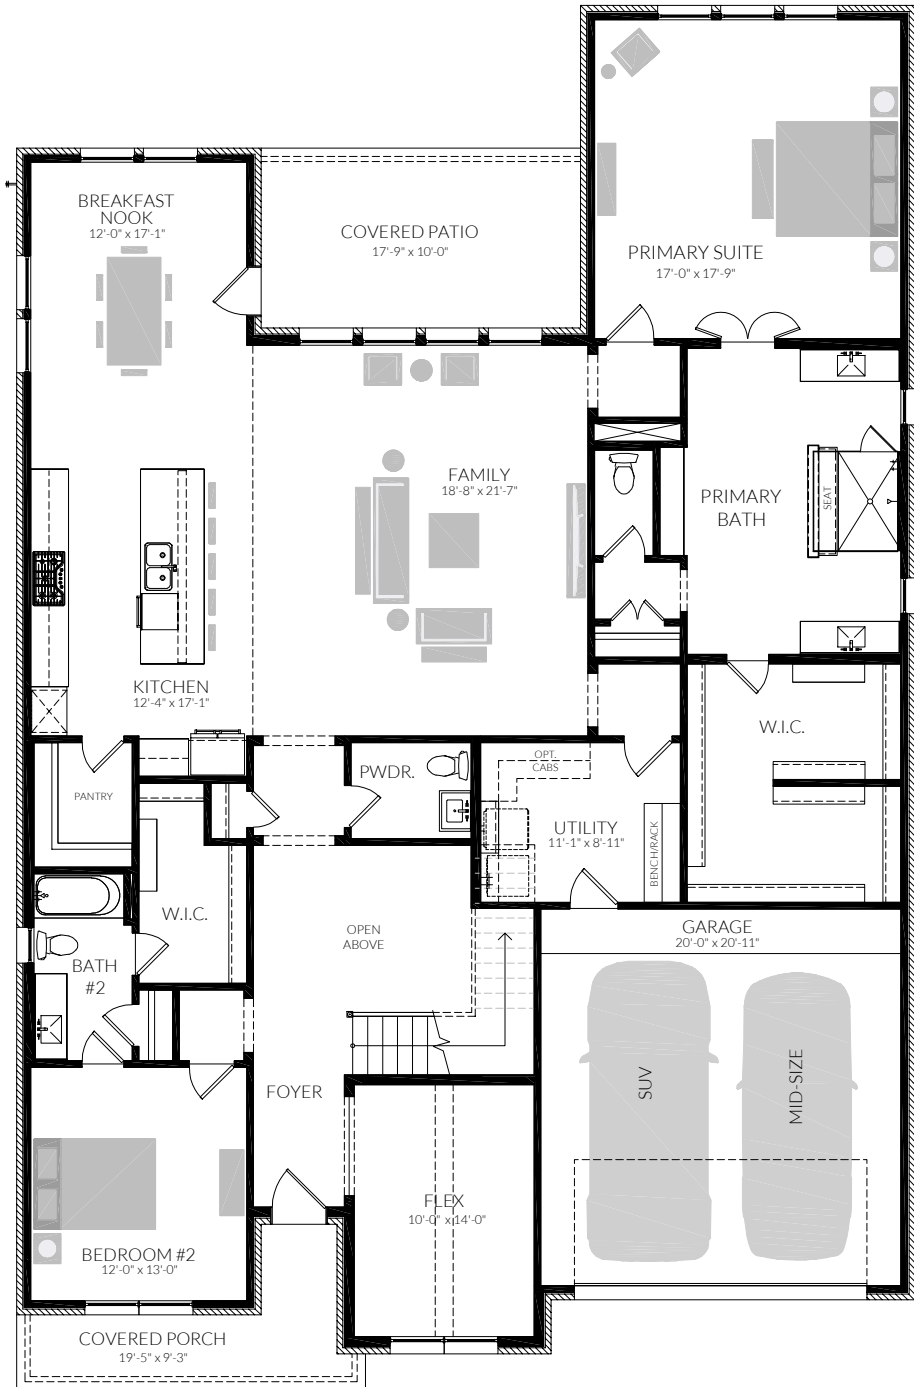 BREAKFAST
NOOK
12'-0" x 17'-1"
COVERED PATIO
17'-9" x 10'-0"
PRIMARY SUITE
17'-0" x 17'-9"
FAMILY
18'-8" x 21'-7"
PRIMARY
BATH
SEAT
KITCHEN
12'-4" x 17'-1"
W.I.C.
PANTRY
PWDR.
OPT.
CABS
UTILITY
11'-1" x 8'-11"
BENCH/RACK
W.I.C.
OPEN
ABOVE
GARAGE
20'-0" x 20'-11"
BATH
#2
SUV
MID-SIZE
FOYER
FLEX
10'-0" x 14'-0"
BEDROOM #2
12'-0" x 13'-0"
COVERED PORCH
19'-5" x 9'-3"